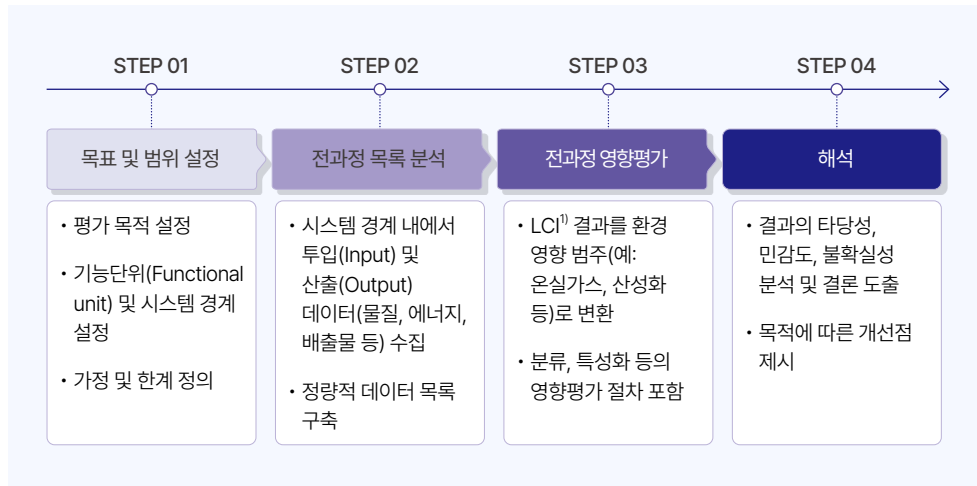 STEP 01
STEP 02
STEP 03
STEP 04
목표 및 범위 설정
전과정 목록 분석
전과정 영향평가
해석
• 평가 목적 설정
• 기능단위(Functional
unit) 및 시스템 경계
설정
• 가정 및 한계 정의
• 시스템 경계 내에서
투입(Input) 및
산출(Output)
데이터(물질, 에너지,
배출물 등) 수집
• 정량적 데이터 목록
구축
• LCI¹⁾ 결과를 환경
영향 범주(예:
온실가스, 산성화
등)로 변환
• 분류, 특성화 등의
영향평가 절차 포함
• 결과의 타당성,
민감도, 불확실성
분석 및 결론 도출
• 목적에 따른 개선점
제시